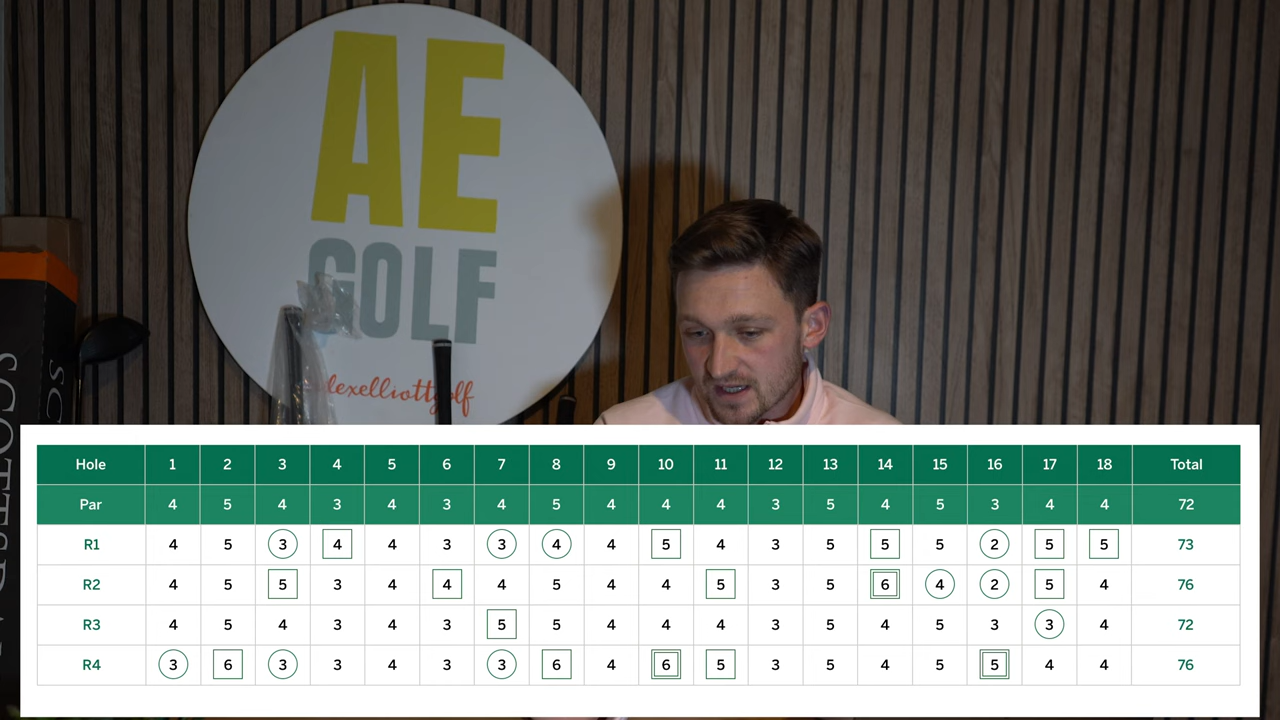 AE
GOLF
alexelliottgolf
SCOTTSDA
SC
Hole 1 2 3 4 5 6 7 8 9 10 11 12 13 14 15 16 17 18 Total
Par 4 5 4 3 4 3 4 5 4 4 4 3 5 4 5 3 4 4 72
R1 4 5 3 4 4 3 3 4 4 5 4 3 5 5 5 2 5 5 73
R2 4 5 5 3 4 4 4 5 4 4 5 3 5 6 4 2 5 4 76
R3 4 5 4 3 4 3 5 5 4 4 4 3 5 4 5 3 3 4 72
R4 3 6 3 3 4 3 3 6 4 6 5 3 5 4 5 5 4 4 76